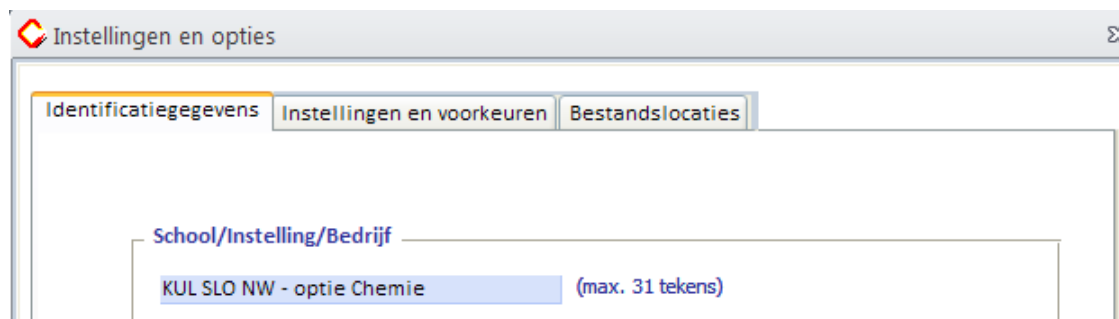 Instellingen en opties
Identificatiegegevens Instellingen en voorkeuren Bestandslocaties
School/Instelling/Bedrijf
KUL SLO NW - optie Chemie (max. 31 tekens)